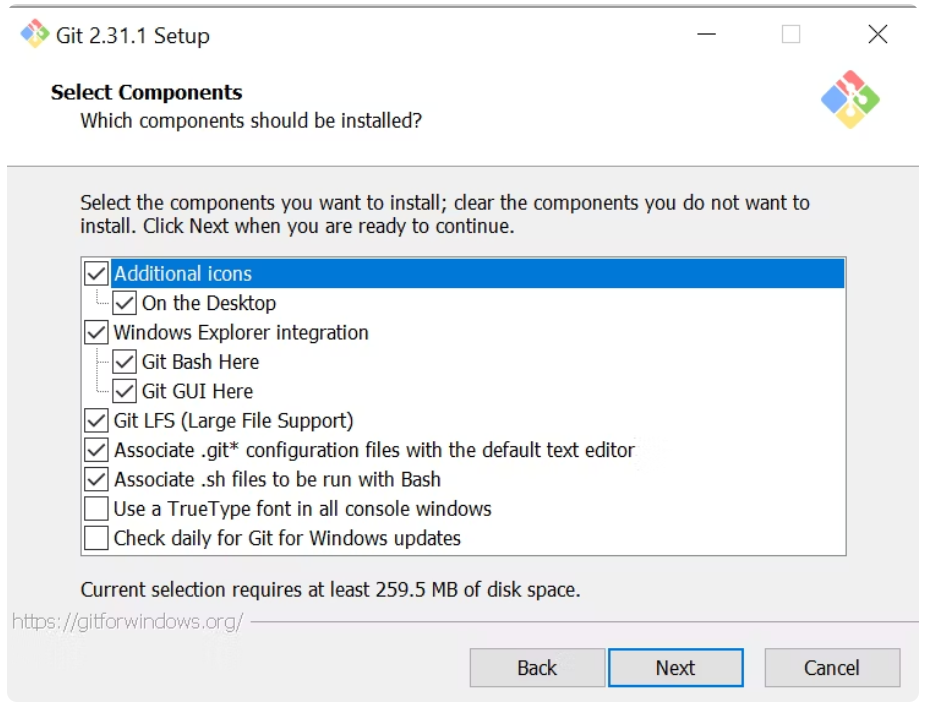 Git 2.31.1 Setup
Select Components
Which components should be installed?
Select the components you want to install; clear the components you do not want to
install. Click Next when you are ready to continue.
Additional icons
On the Desktop
Windows Explorer integration
Git Bash Here
Git GUI Here
Git LFS (Large File Support)
Associate .git* configuration files with the default text editor
Associate .sh files to be run with Bash
Use a TrueType font in all console windows
Check daily for Git for Windows updates
Current selection requires at least 259.5 MB of disk space.
https://gitforwindows.org/
Back Next Cancel